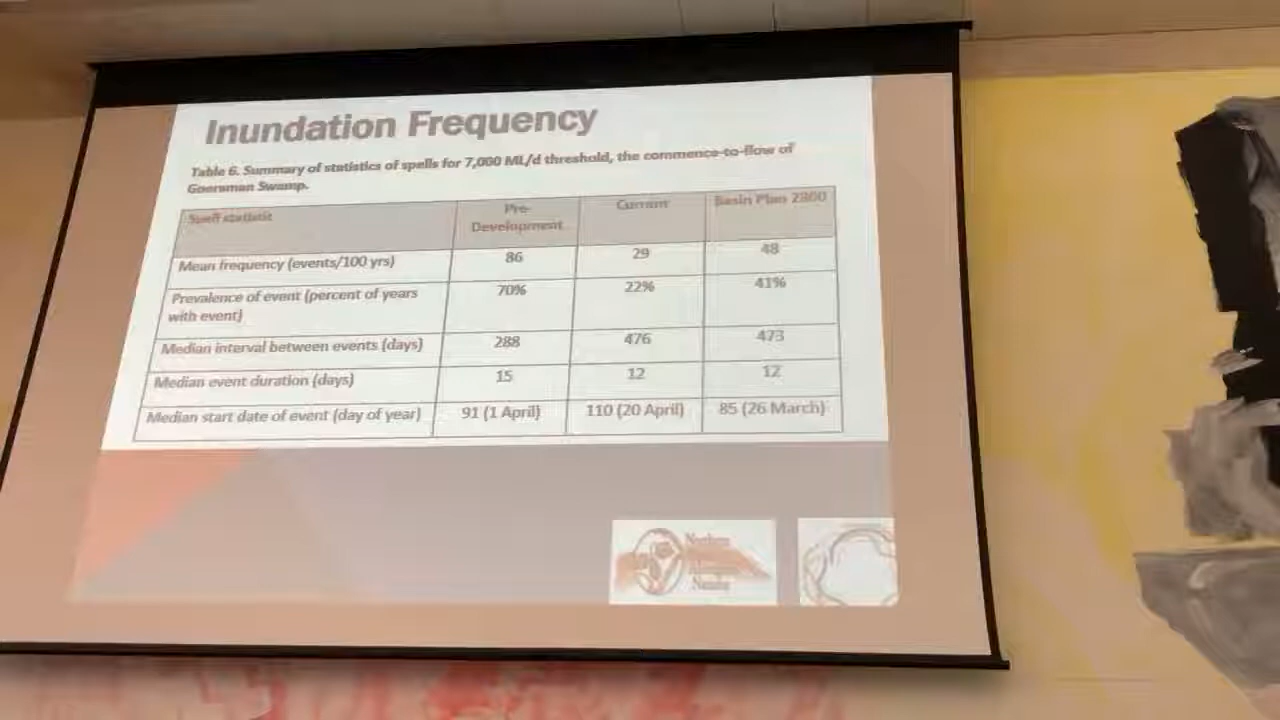 Inundation Frequency
Table 6. Summary of statistics of spells for 7,000 ML/d threshold, the commence-to-flow of
Gooraman Swamp.
Spell statistic Pre-Development Current Basin Plan 2800
Mean frequency (events/100 yrs) 86 29 48
Prevalence of event (percent of years
with event) 70% 22% 41%
Median interval between events (days) 288 476 473
Median event duration (days) 15 12 12
Median start date of event (day of year) 91 (1 April) 110 (20 April) 85 (26 March)
Northern
Nations